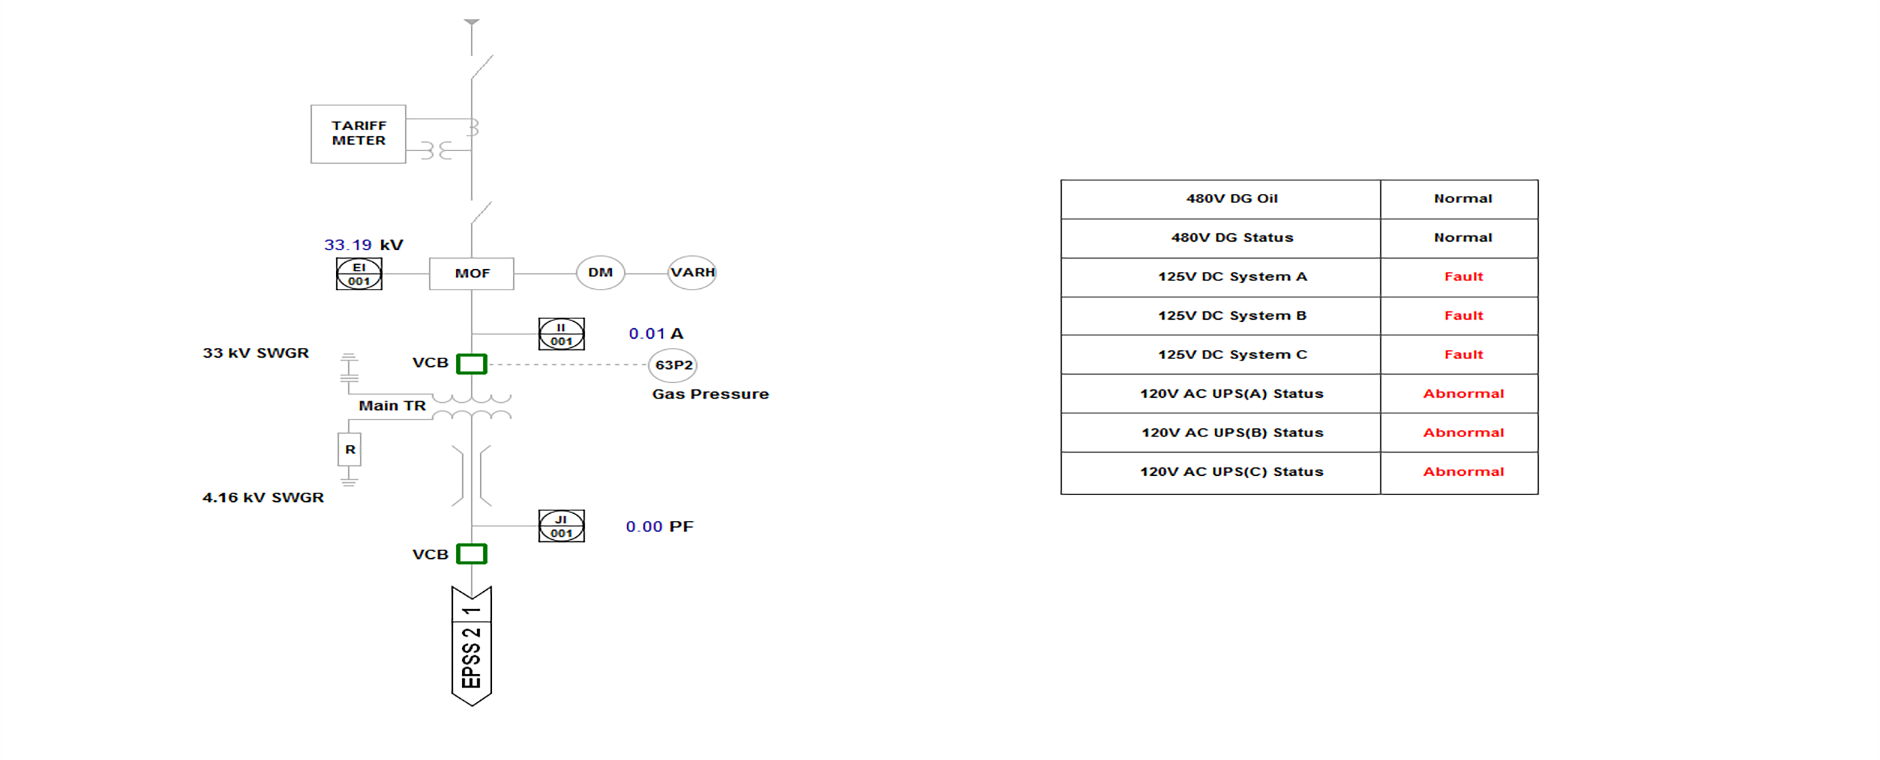 TARIFF
METER
33.19 kV
EI
001
MOF
DM
VARH
II
001
0.01 A
33 kV SWGR
VCB
63P2
Gas Pressure
Main TR
R
4.16 kV SWGR
JI
001
0.00 PF
VCB
EPSS 2 1
480V DG Oil Normal
480V DG Status Normal
125V DC System A Fault
125V DC System B Fault
125V DC System C Fault
120V AC UPS(A) Status Abnormal
120V AC UPS(B) Status Abnormal
120V AC UPS(C) Status Abnormal